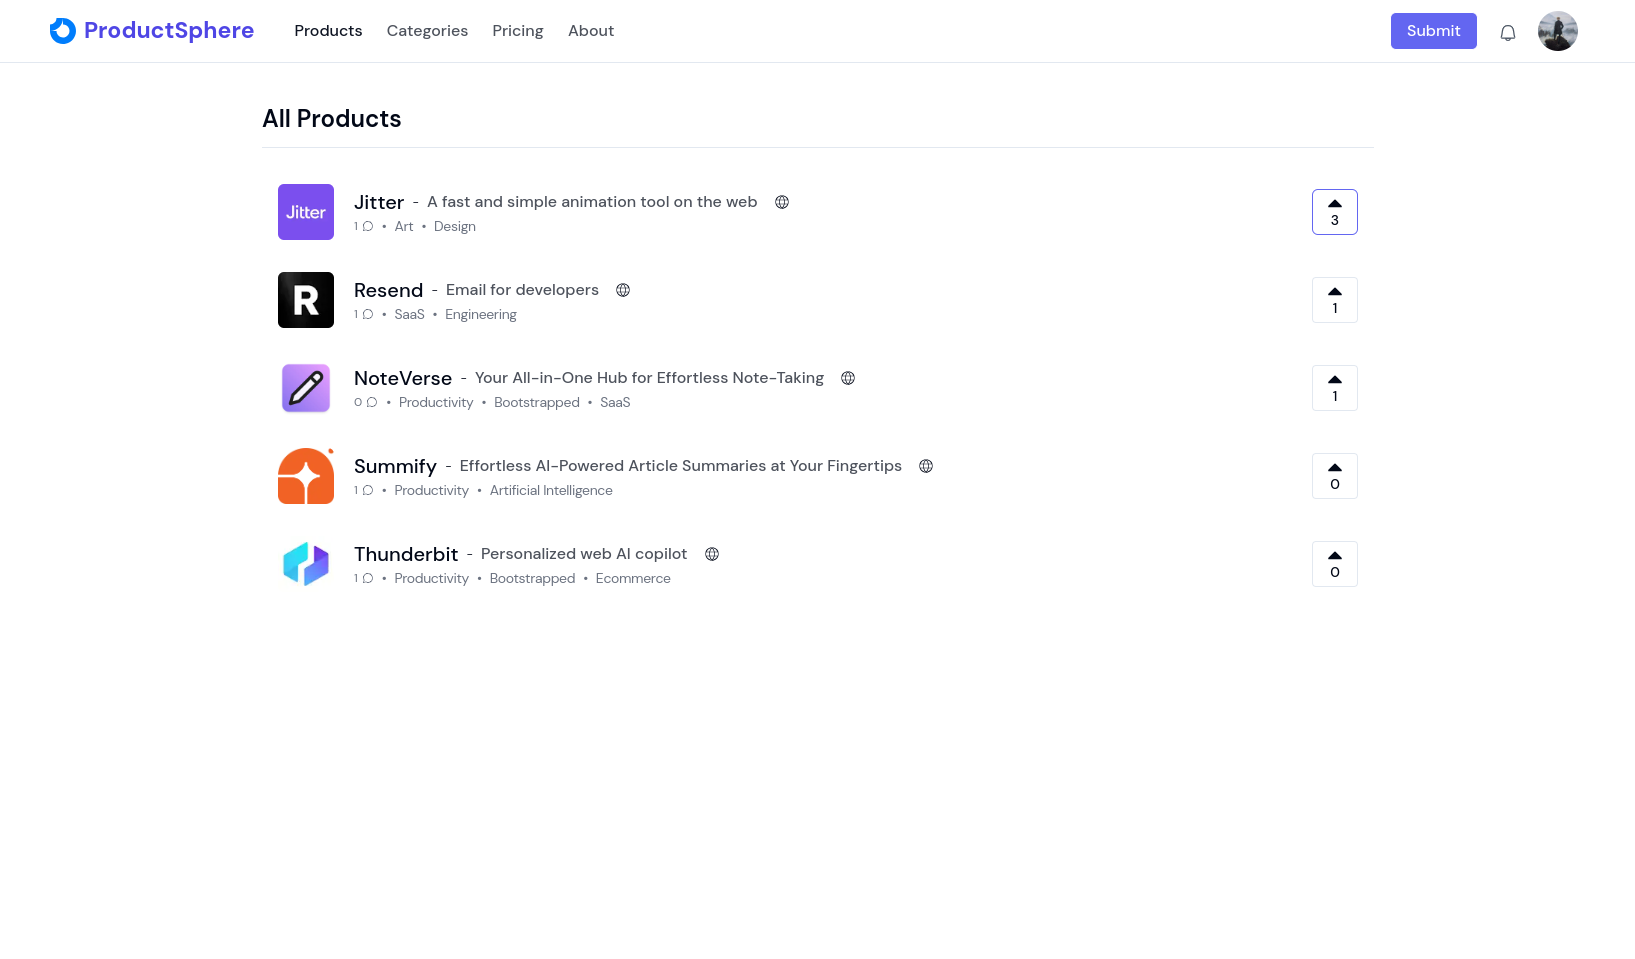 ProductSphere Products Categories Pricing About Submit
All Products
Jitter
Jitter - A fast and simple animation tool on the web
1 • Art • Design
3
R
Resend - Email for developers
1 • SaaS • Engineering
1
NoteVerse - Your All-in-One Hub for Effortless Note-Taking
0 • Productivity • Bootstrapped • SaaS
1
Summify - Effortless AI-Powered Article Summaries at Your Fingertips
1 • Productivity • Artificial Intelligence
0
Thunderbit - Personalized web AI copilot
1 • Productivity • Bootstrapped • Ecommerce
0